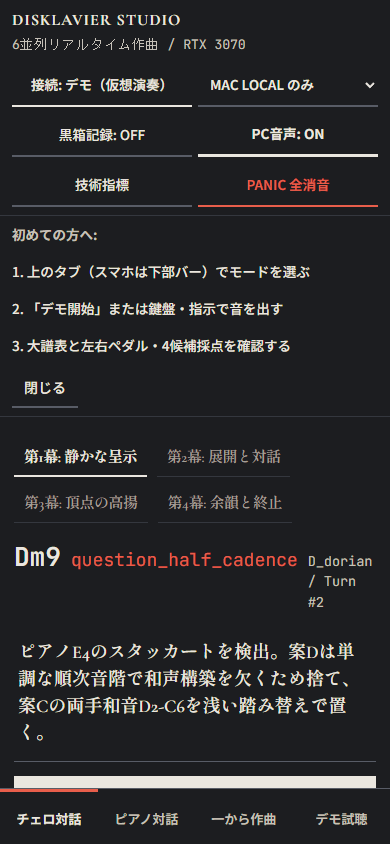 DISKLAVIER STUDIO
6並列リアルタイム作曲 / RTX 3070
接続: デモ（仮想演奏）
MAC LOCAL のみ
黒箱記録: OFF
PC音声: ON
技術指標
PANIC 全消音
初めての方へ:
1. 上のタブ（スマホは下部バー）でモードを選ぶ
2. 「デモ開始」または鍵盤・指示で音を出す
3. 大譜表と左右ペダル・4候補採点を確認する
閉じる
第1幕: 静かな呈示
第2幕: 展開と対話
第3幕: 頂点の高揚
第4幕: 余韻と終止
Dm9 question_half_cadence D_dorian
/ Turn
#2
ピアノE4のスタッカートを検出。案Dは単
調な順次音階で和声構築を欠くため捨て、
案Cの両手和音D2-C6を浅い踏み替えで置
く。
チェロ対話
ピアノ対話
一から作曲
デモ試聴